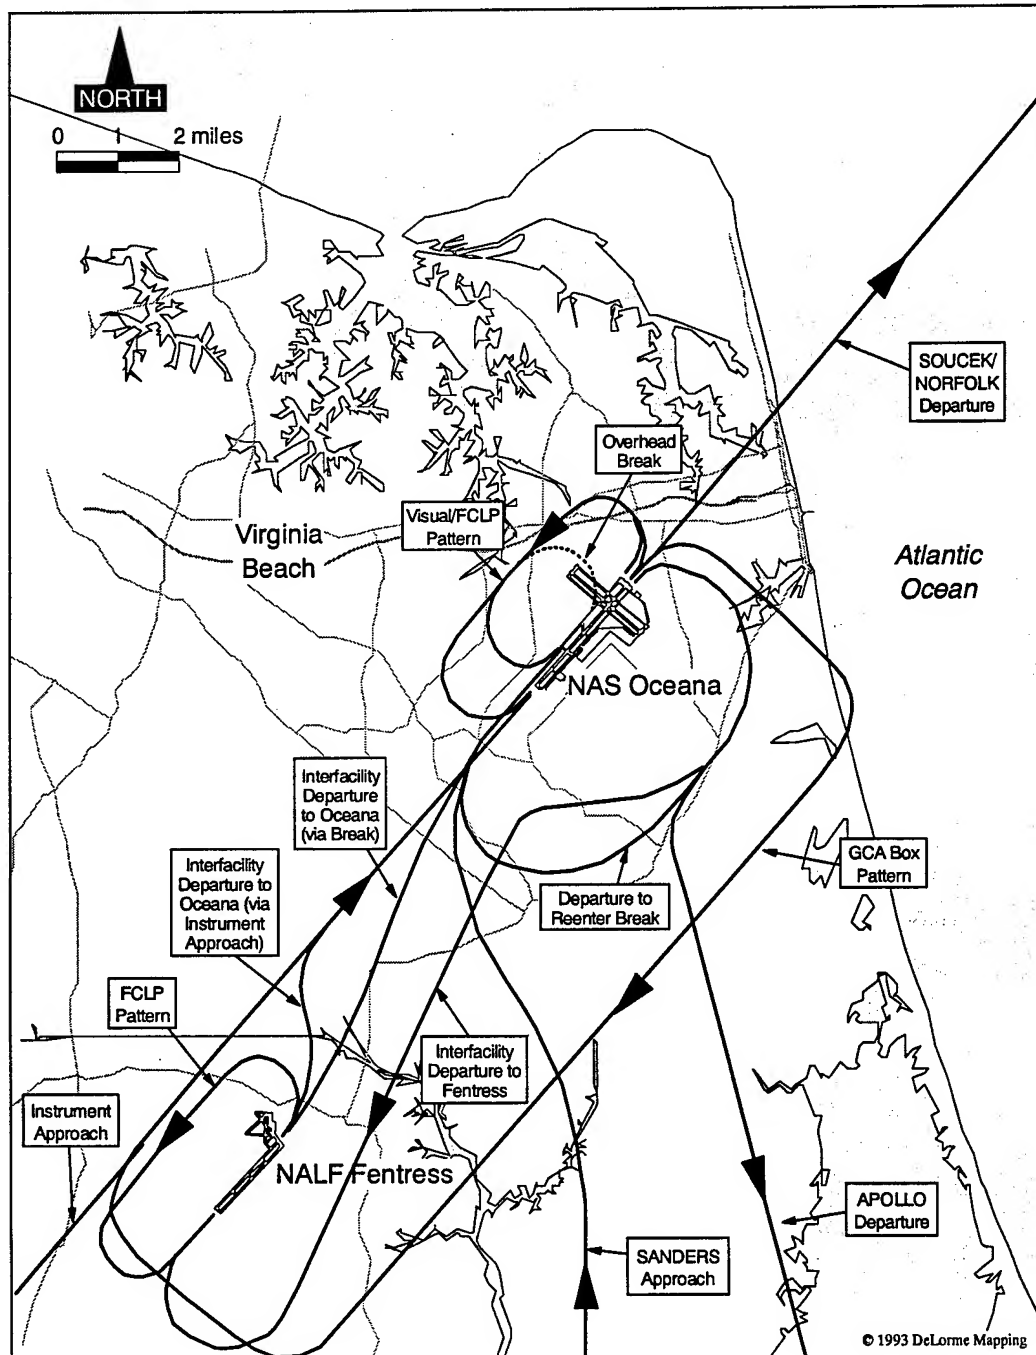 NORTH
0 1 2 miles
SOUCEK/
NORFOLK
Departure
Overhead
Break
Visual/FCLP
Pattern
Virginia
Beach
Atlantic
Ocean
NAS Oceana
Interfacility
Departure
to Oceana
(via Break)
GCA Box
Pattern
Interfacility
Departure to
Oceana (via
Instrument
Approach)
Departure to
Reenter Break
FCLP
Pattern
Interfacility
Departure to
Fentress
Instrument
Approach
NALF Fentress
APOLLO
Departure
SANDERS
Approach
© 1993 DeLorme Mapping